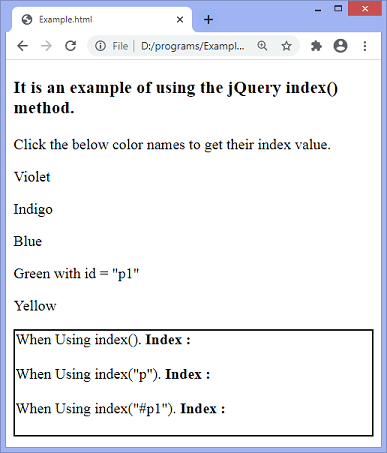 Example.html
File | D:/programs/Exampl...
It is an example of using the jQuery index()
method.
Click the below color names to get their index value.
Violet
Indigo
Blue
Green with id = "p1"
Yellow
When Using index(). Index :
When Using index("p"). Index :
When Using index("#p1"). Index :